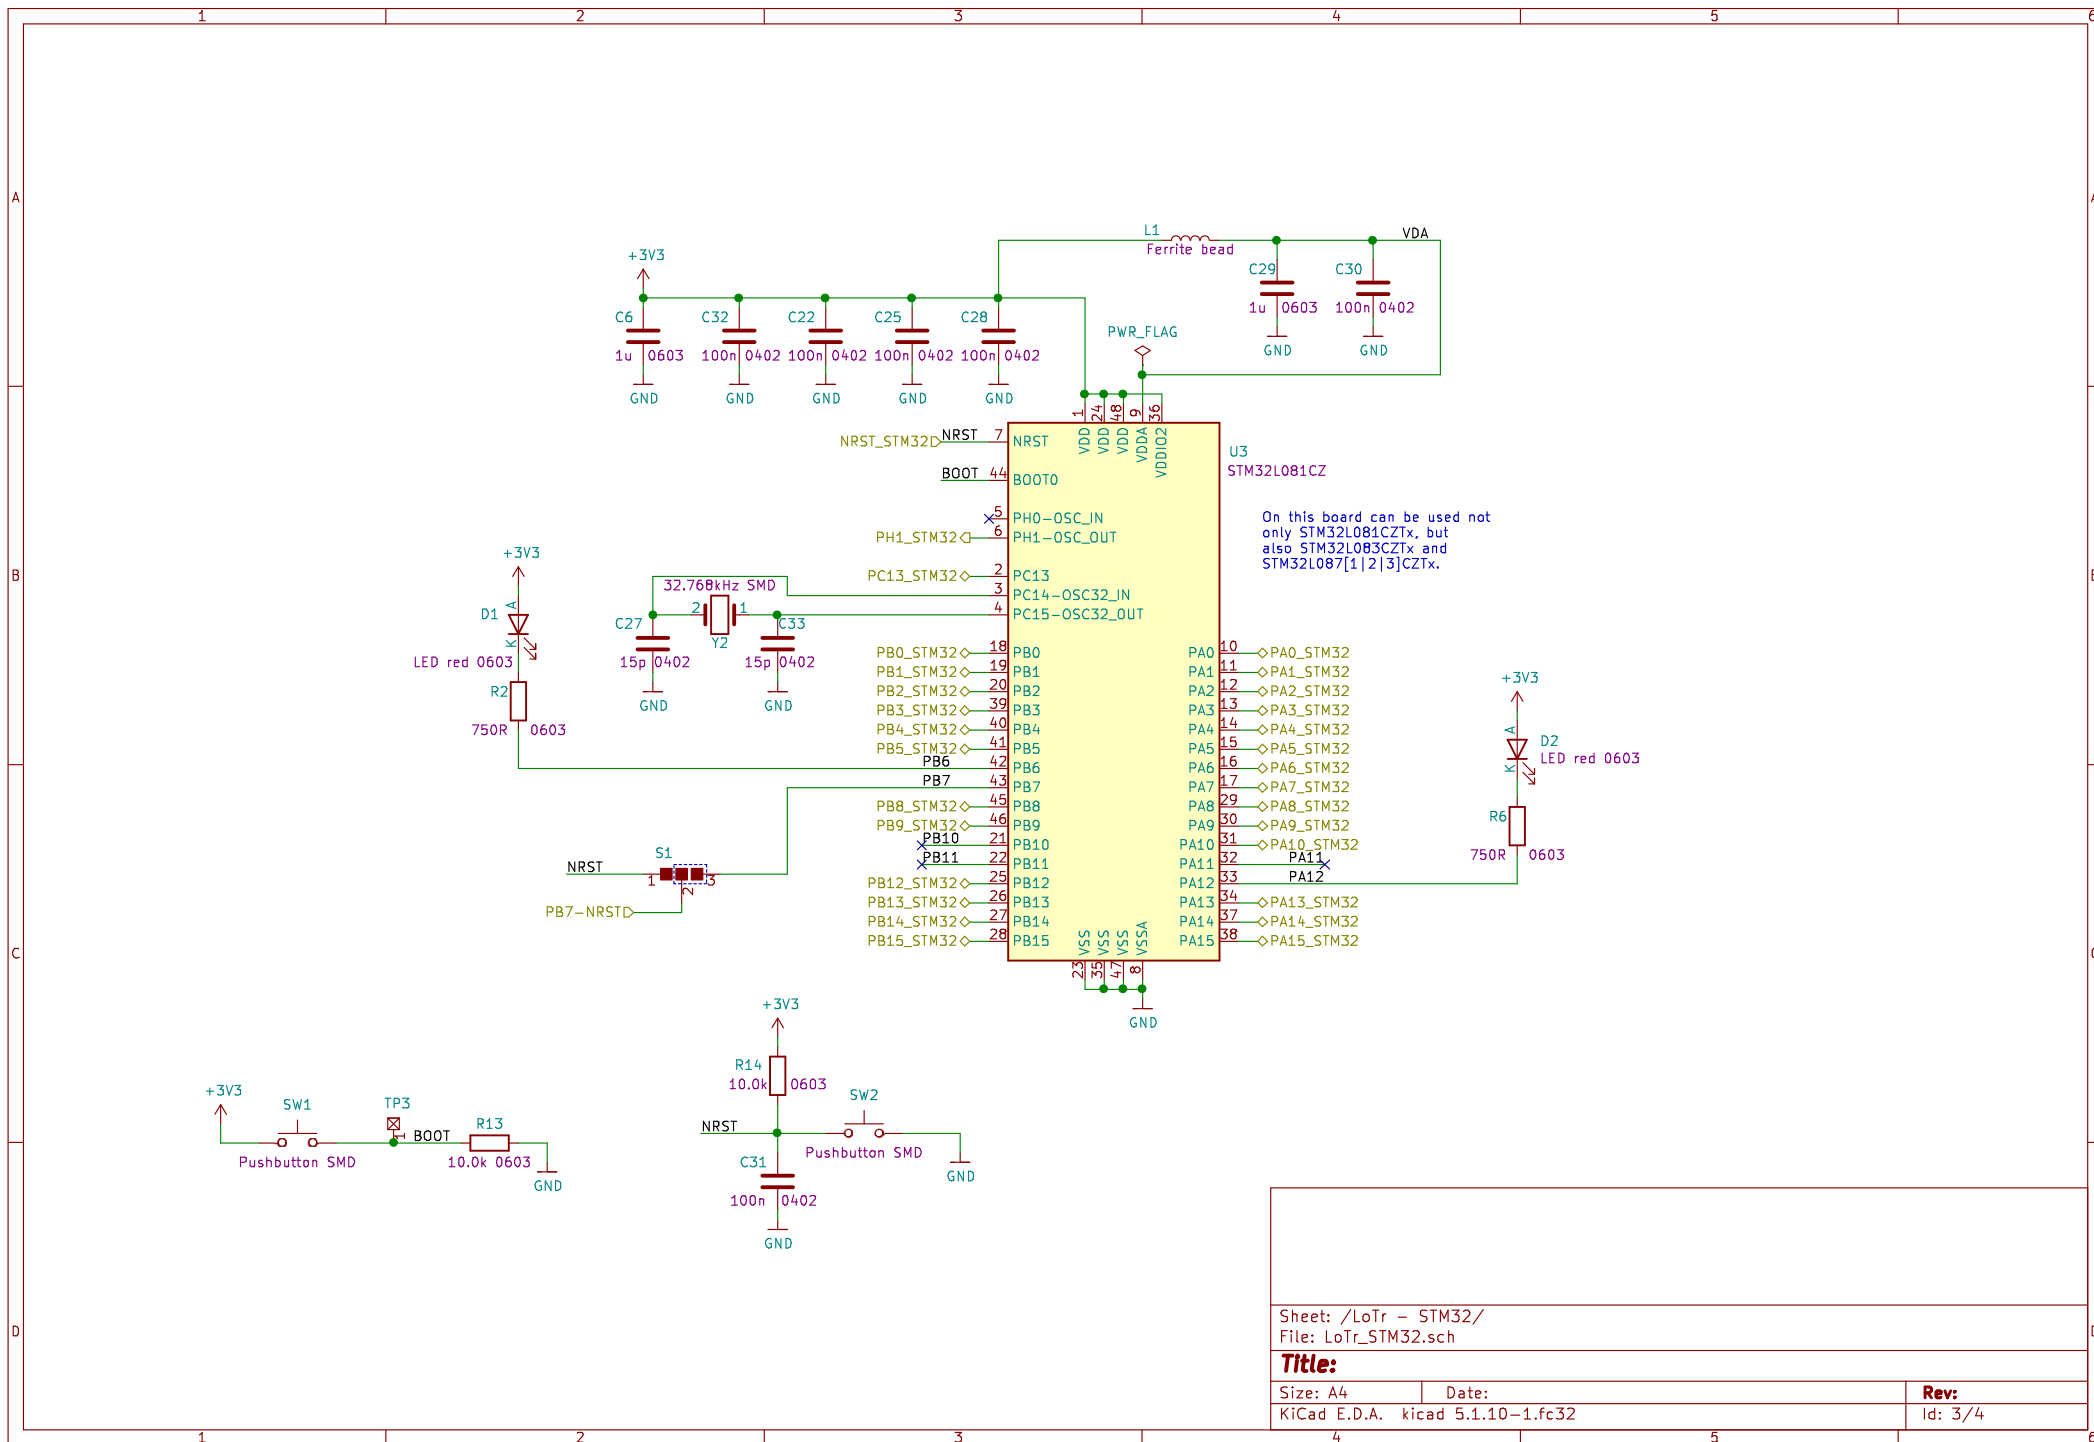 1 2 3 4 5 6
A
L1
Ferrite bead
VDA
+3V3
C29
1u 0603
GND
C30
100n 0402
GND
C6
1u 0603
GND
C32
100n 0402
GND
C22
100n 0402
GND
C25
100n 0402
GND
C28
100n 0402
GND
PWR_FLAG
1 VDD
24 VDD
48 VDD
9 VDDA
36 VDDIO2
U3
STM32L081CZ
On this board can be used not
only STM32L081CZTx, but
also STM32L083CZTx and
STM32L087[1|2|3]CZTx.
NRST_STM32 NRST 7 NRST
BOOT 44 BOOT0
5 PH0-OSC_IN
PH1_STM32 6 PH1-OSC_OUT
B
PC13_STM32 2 PC13
3 PC14-OSC32_IN
4 PC15-OSC32_OUT
32.768kHz SMD
2 1
Y2
C27
15p 0402
GND
C33
15p 0402
GND
+3V3
D1
A
K
LED red 0603
R2
750R 0603
PB0_STM32 18 PB0
PB1_STM32 19 PB1
PB2_STM32 20 PB2
PB3_STM32 39 PB3
PB4_STM32 40 PB4
PB5_STM32 41 PB5
PB6 42 PB6
PB7 43 PB7
PB8_STM32 45 PB8
PB9_STM32 46 PB9
PB10 21 PB10
PB11 22 PB11
PB12_STM32 25 PB12
PB13_STM32 26 PB13
PB14_STM32 27 PB14
PB15_STM32 28 PB15
PA0 10 PA0_STM32
PA1 11 PA1_STM32
PA2 12 PA2_STM32
PA3 13 PA3_STM32
PA4 14 PA4_STM32
PA5 15 PA5_STM32
PA6 16 PA6_STM32
PA7 17 PA7_STM32
PA8 29 PA8_STM32
PA9 30 PA9_STM32
PA10 31 PA10_STM32
PA11 32 PA11
PA12 33 PA12
PA13 34 PA13_STM32
PA14 37 PA14_STM32
PA15 38 PA15_STM32
+3V3
A
K
D2
LED red 0603
R6
750R 0603
S1
NRST
1 2 3
PB7-NRST
C
23 VSS
35 VSS
47 VSS
8 VSSA
GND
+3V3
R14
10.0k 0603
SW2
NRST
Pushbutton SMD
GND
C31
100n 0402
GND
+3V3
SW1
Pushbutton SMD
TP3
1
BOOT
R13
10.0k 0603
GND
D
Sheet: /LoTr - STM32/
File: LoTr_STM32.sch
Title:
Size: A4 Date: Rev:
KiCad E.D.A. kicad 5.1.10-1.fc32 Id: 3/4
1 2 3 4 5 6